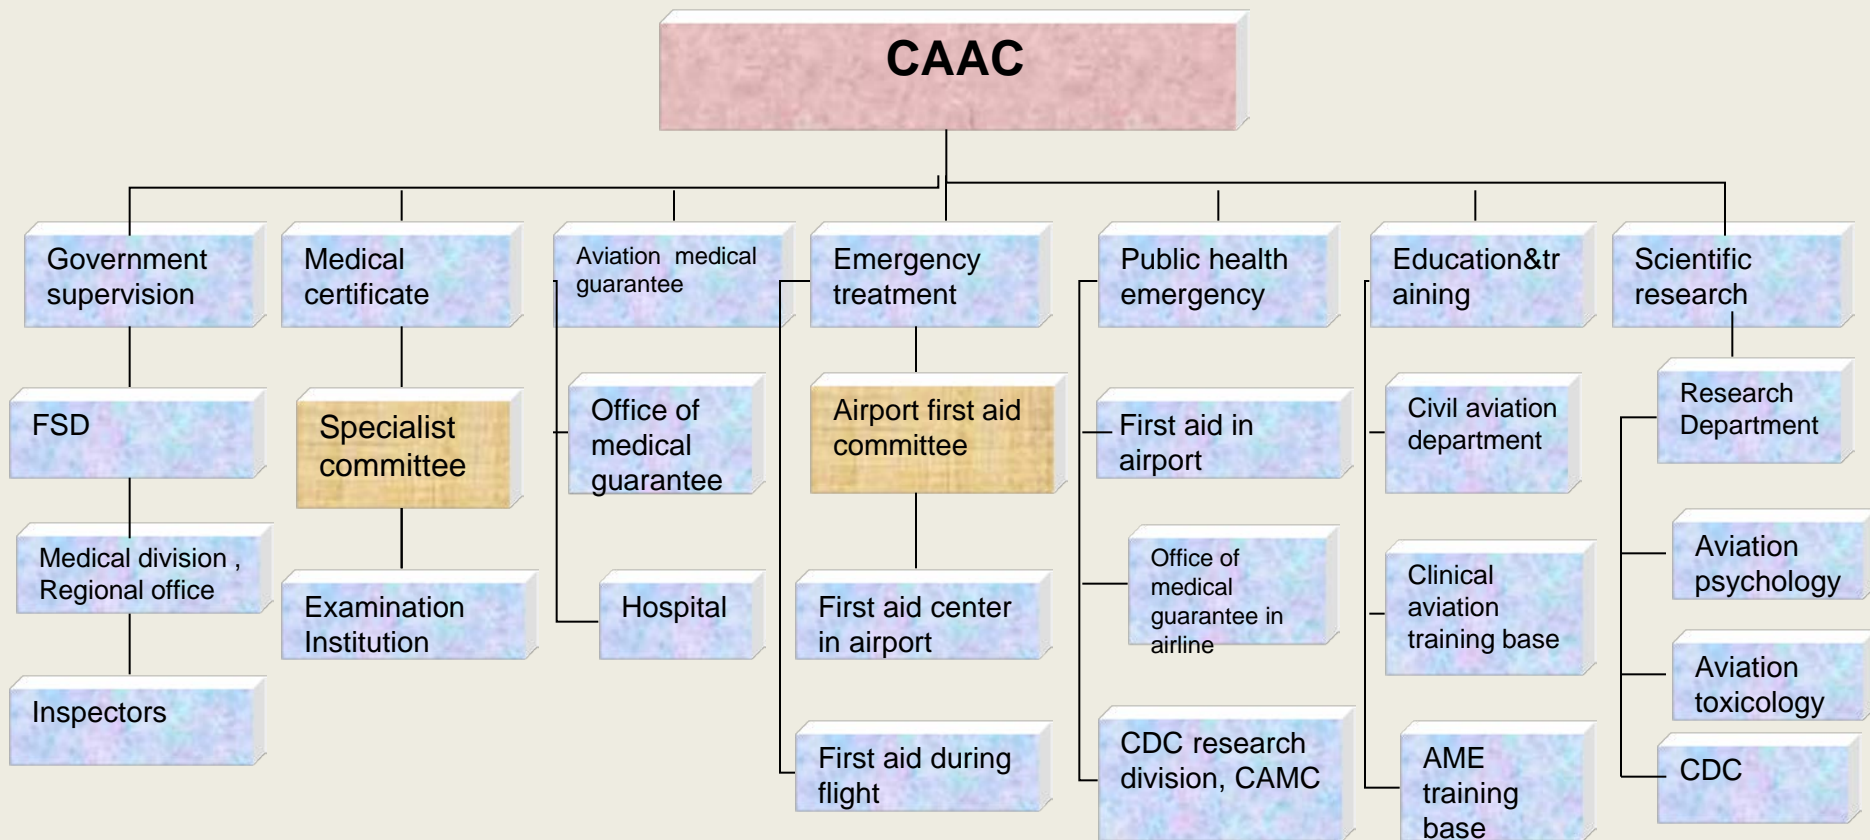 CAAC
Government
supervision
Medical
certificate
Aviation medical
guarantee
Emergency
treatment
Public health
emergency
Education&tr
aining
Scientific
research
FSD
Specialist
committee
Office of
medical
guarantee
Airport first aid
committee
First aid in
airport
Civil aviation
department
Research
Department
Medical division ,
Regional office
Examination
Institution
Hospital
First aid center
in airport
Office of
medical
guarantee in
airline
Clinical
aviation
training base
Aviation
psychology
Inspectors
First aid during
flight
CDC research
division, CAMC
AME
training
base
Aviation
toxicology
CDC